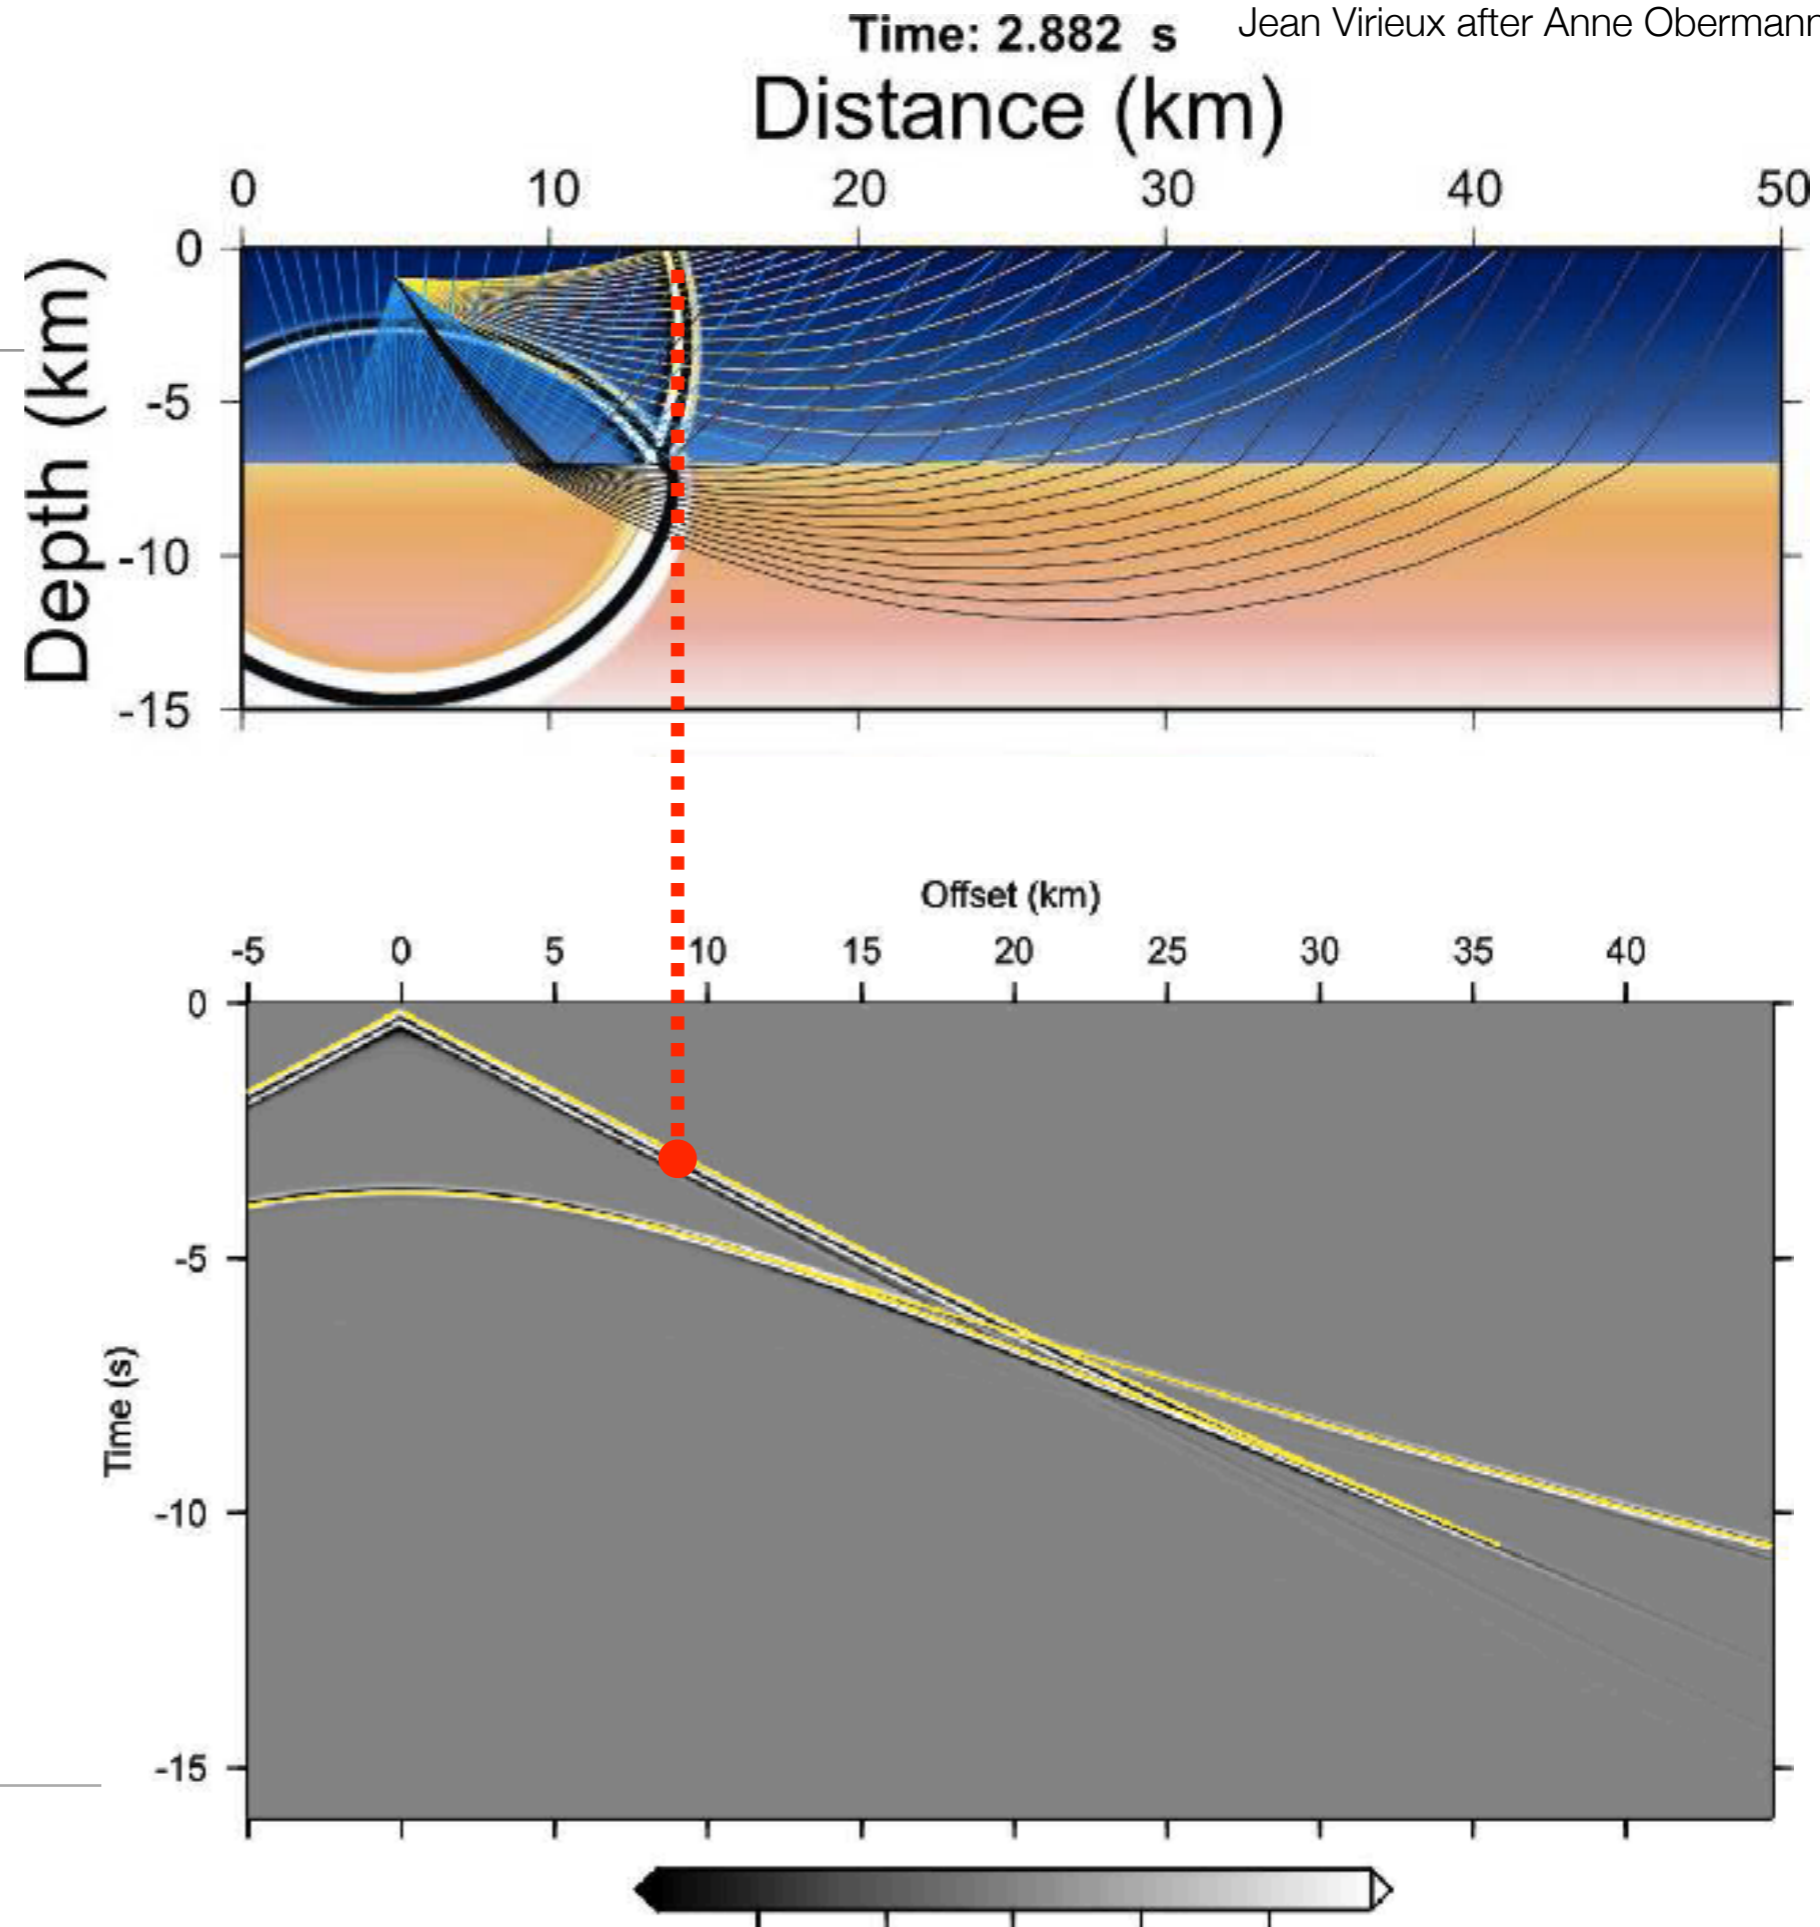 Jean Virieux after Anne Obermann
Time: 2.882 s
Distance (km)
0 10 20 30 40 50
Depth (km)
0
-5
-10
-15
Offset (km)
-5 0 5 10 15 20 25 30 35 40
Time (s)
0
-5
-10
-15